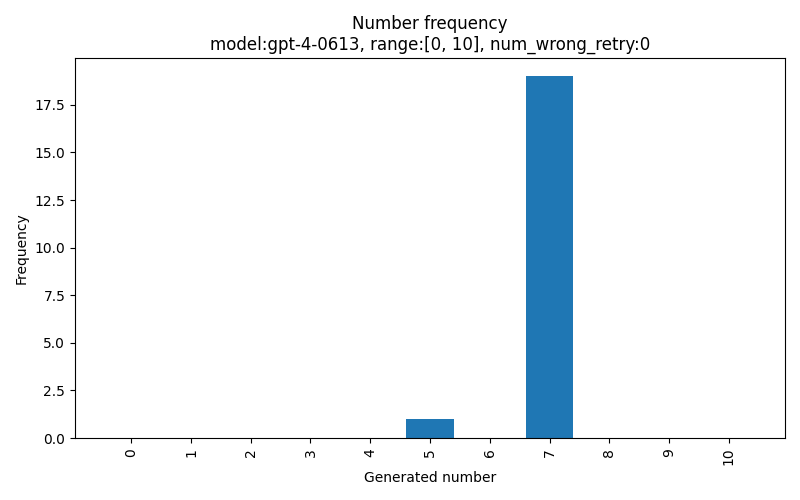 Number frequency
model:gpt-4-0613, range:[0, 10], num_wrong_retry:0
17.5
15.0
12.5
10.0
7.5
5.0
2.5
0.0
Frequency
0 1 2 3 4 5 6 7 8 9 10
Generated number